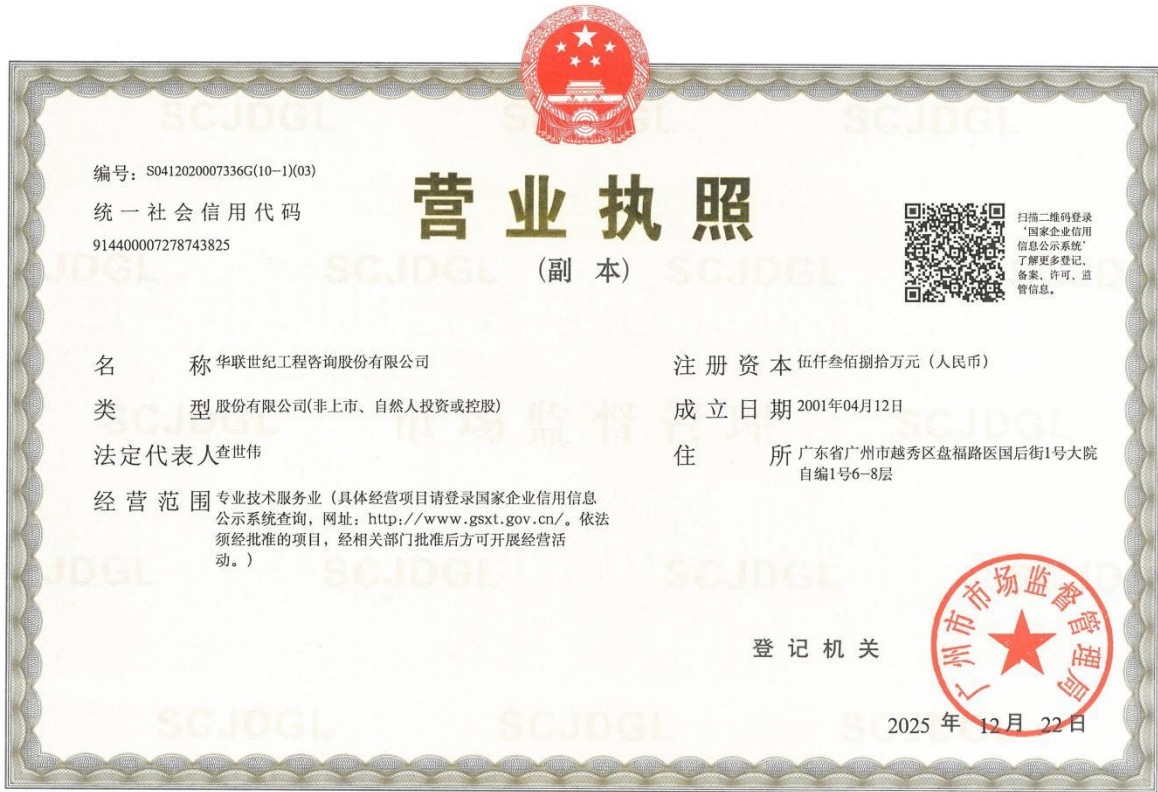 编号：S0412020007336G(10-1)(03)
统一社会信用代码
914400007278743825
营业执照
(副 本)
扫描二维码登录
‘国家企业信用
信息公示系统’
了解更多登记、
备案、许可、监
管信息。
名 称 华联世纪工程咨询股份有限公司
类 型 股份有限公司(非上市、自然人投资或控股)
法定代表人 查世伟
经营范围 专业技术服务业（具体经营项目请登录国家企业信用信息
公示系统查询，网址：http://www.gsxt.gov.cn/。依法
须经批准的项目，经相关部门批准后方可开展经营活
动。）
注册资本 伍仟叁佰捌拾万元（人民币）
成立日期 2001年04月12日
住 所 广东省广州市越秀区盘福路医国后街1号大院
自编1号6-8层
登记机关
广州市市场监督管理局
2025 年 12月 22日
SCJDGL
市场监督管理